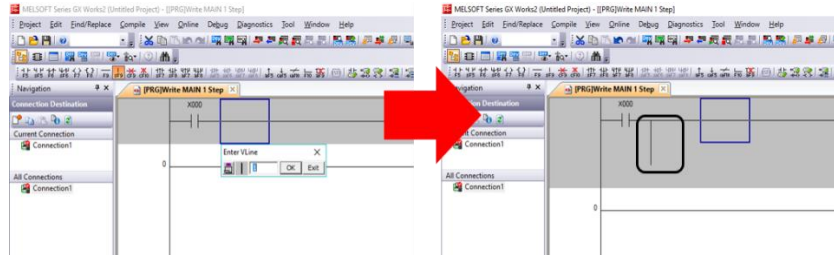 MELSOFT Series GX Works2 (Untitled Project) - [[PRG]Write MAIN 1 Step]
Project Edit Find/Replace Compile View Online Debug Diagnostics Tool Window Help
Navigation
[PRG]Write MAIN 1 Step
Connection Destination
Current Connection
Connection1
All Connections
Connection1
X000
Enter VLine
OK Exit
0
MELSOFT Series GX Works2 (Untitled Project) - [[PRG]Write MAIN 1 Step]
Project Edit Find/Replace Compile View Online Debug Diagnostics Tool Window Help
vigation
[PRG]Write MAIN 1 Step
Destination
t Connection
Connection1
All Connections
Connection1
X000
0